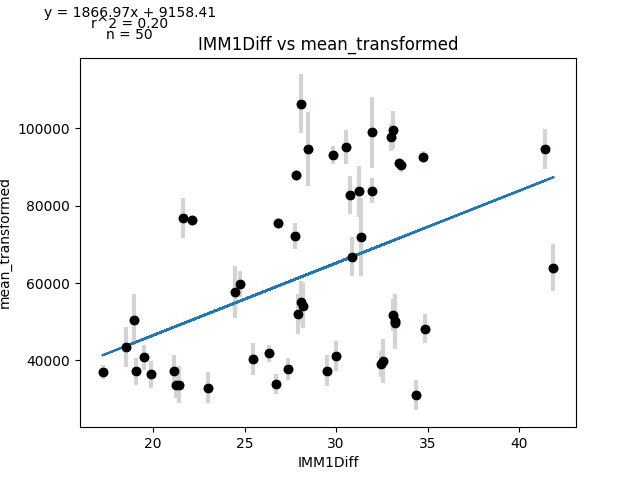 y = 1866.97x + 9158.41
r^2 = 0.20
n = 50
IMM1Diff vs mean_transformed
mean_transformed
100000
80000
60000
40000
20
25
30
35
40
IMM1Diff